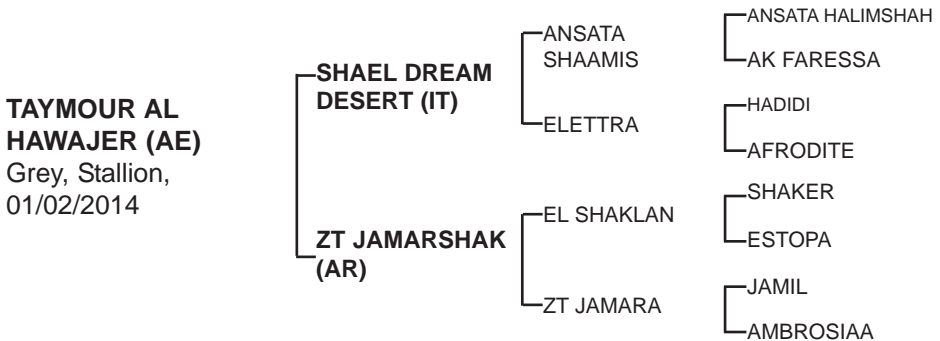 TAYMOUR AL
HAWAJER (AE)
Grey, Stallion,
01/02/2014
SHAEL DREAM
DESERT (IT)
ZT JAMARSHAK
(AR)
ANSATA
SHAAMIS
ELETTRA
EL SHAKLAN
ZT JAMARA
ANSATA HALIMSHAH
AK FARESSA
HADIDI
AFRODITE
SHAKER
ESTOPA
JAMIL
AMBROSIAA